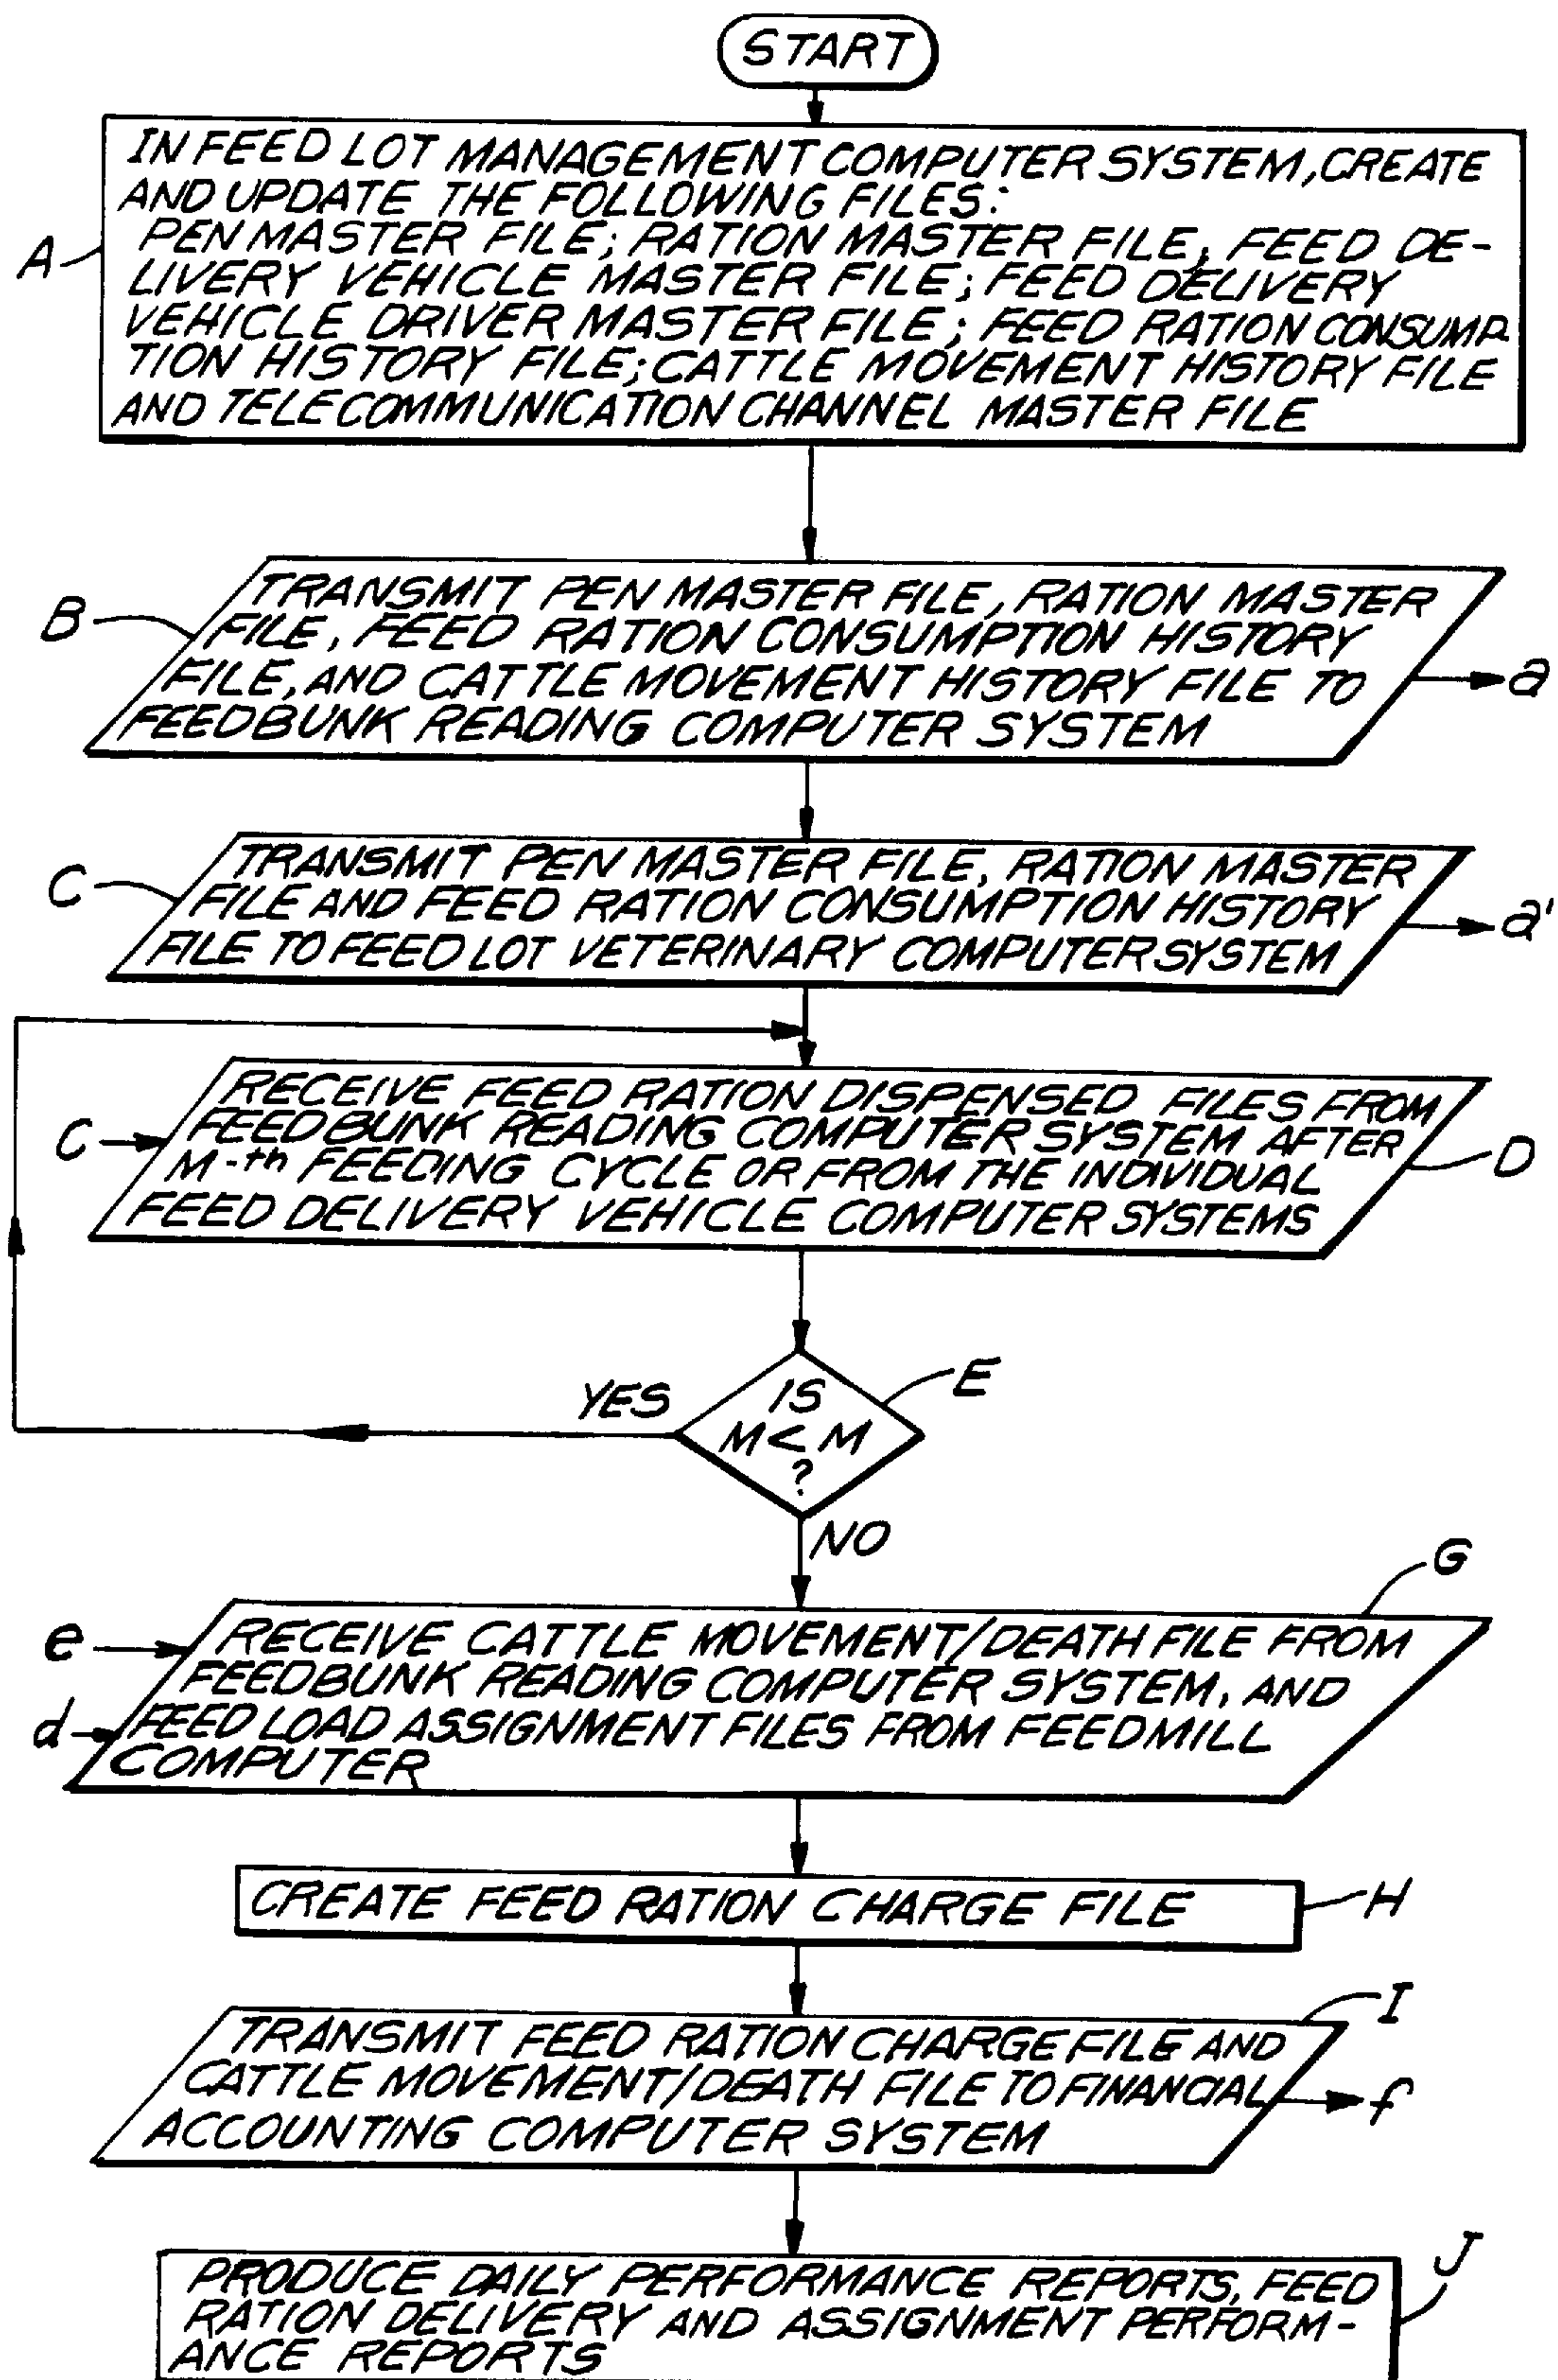 START
IN FEED LOT MANAGEMENT COMPUTER SYSTEM, CREATE
AND UPDATE THE FOLLOWING FILES:
PEN MASTER FILE; RATION MASTER FILE, FEED DE-
LIVERY VEHICLE MASTER FILE; FEED DELIVERY
VEHICLE DRIVER MASTER FILE; FEED RATION CONSUMP-
TION HISTORY FILE; CATTLE MOVEMENT HISTORY FILE
AND TELECOMMUNICATION CHANNEL MASTER FILE
A
TRANSMIT PEN MASTER FILE, RATION MASTER
FILE, FEED RATION CONSUMPTION HISTORY
FILE, AND CATTLE MOVEMENT HISTORY FILE TO
FEEDBUNK READING COMPUTER SYSTEM
B
a
TRANSMIT PEN MASTER FILE, RATION MASTER
FILE AND FEED RATION CONSUMPTION HISTORY
FILE TO FEED LOT VETERINARY COMPUTER SYSTEM
C
a'
RECEIVE FEED RATION DISPENSED FILES FROM
FEEDBUNK READING COMPUTER SYSTEM AFTER
M-th FEEDING CYCLE OR FROM THE INDIVIDUAL
FEED DELIVERY VEHICLE COMPUTER SYSTEMS
C
D
IS
M < M
?
E
YES
NO
G
RECEIVE CATTLE MOVEMENT/DEATH FILE FROM
FEEDBUNK READING COMPUTER SYSTEM, AND
FEED LOAD ASSIGNMENT FILES FROM FEEDMILL
COMPUTER
e
d
CREATE FEED RATION CHARGE FILE
H
I
TRANSMIT FEED RATION CHARGE FILE AND
CATTLE MOVEMENT/DEATH FILE TO FINANCIAL
ACCOUNTING COMPUTER SYSTEM
f
J
PRODUCE DAILY PERFORMANCE REPORTS, FEED
RATION DELIVERY AND ASSIGNMENT PERFORM-
ANCE REPORTS